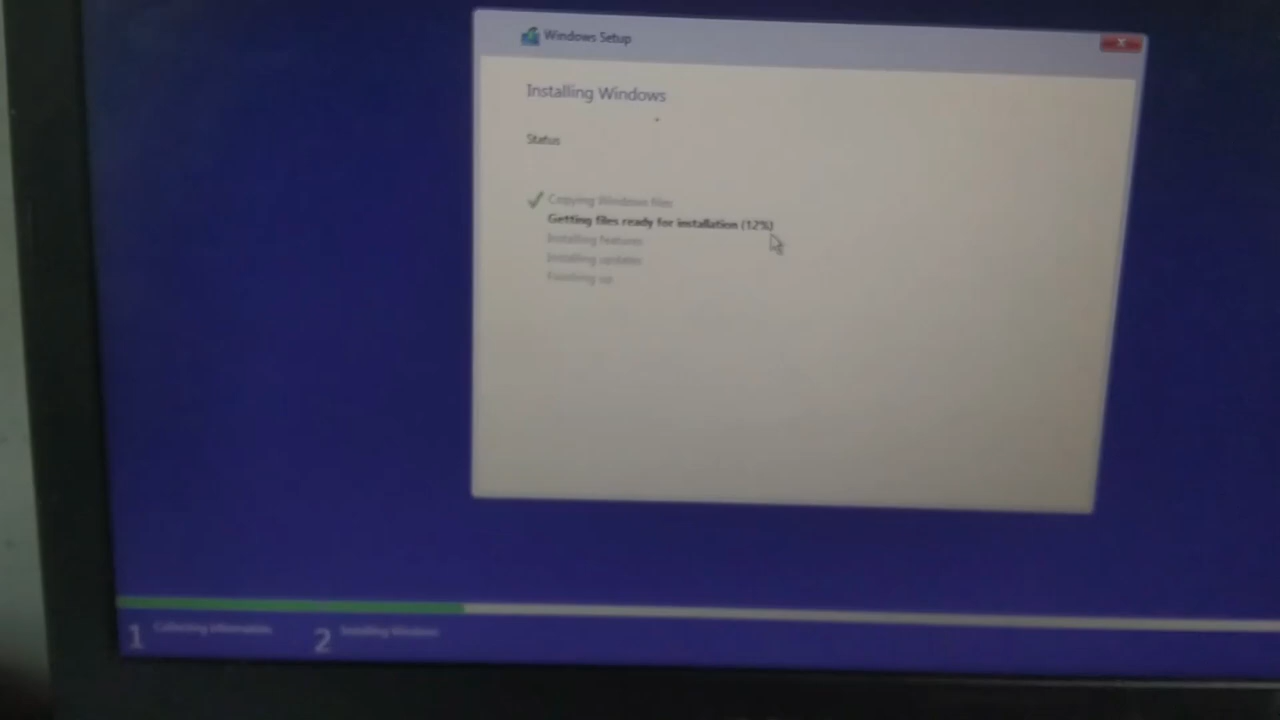 Windows Setup
Installing Windows
Status
Copying Windows files
Getting files ready for installation (12%)
Installing features
Installing updates
Finishing up
1 Collecting information
2 Installing Windows